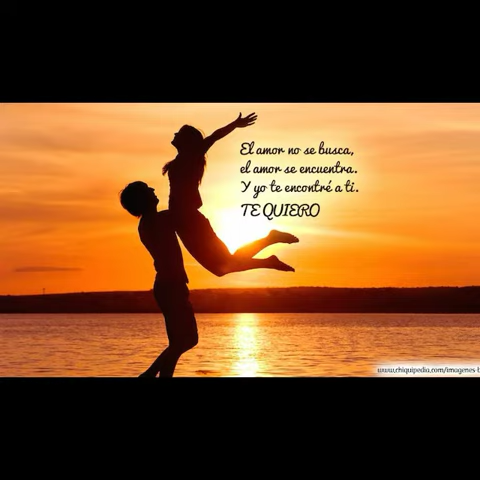 El amor no se busca,
el amor se encuentra.
Y yo te encontré a ti.
TE QUIERO
www.chiquipedia.com/imagenes-